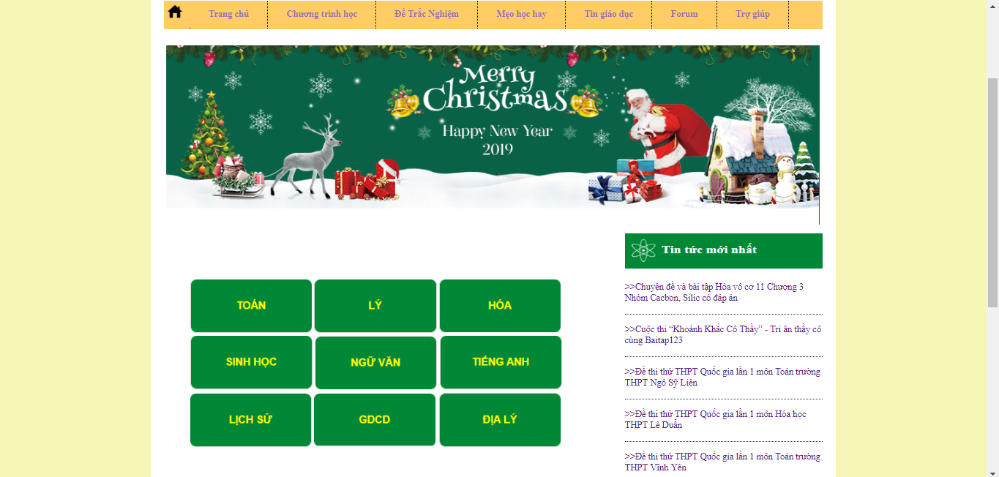 Trang chủ Chương trình học Đề Trắc Nghiệm Mẹo học hay Tin giáo dục Forum Trợ giúp
Merry
Christmas
Happy New Year
2019
Tin tức mới nhất
>>Chuyên đề và bài tập Hóa vô cơ 11 Chương 3
Nhóm Cacbon, Silic có đáp án
>>Cuộc thi “Khoảnh Khắc Cô Thầy” - Tri ân thầy cô
cùng Baitap123
>>Đề thi thử THPT Quốc gia lần 1 môn Toán trường
THPT Ngô Sỹ Liên
>>Đề thi thử THPT Quốc gia lần 1 môn Hóa học
THPT Lê Duẩn
>>Đề thi thử THPT Quốc gia lần 1 môn Toán trường
THPT Vĩnh Yên
TOÁN LÝ HÓA
SINH HỌC NGỮ VĂN TIẾNG ANH
LỊCH SỬ GDCD ĐỊA LÝ